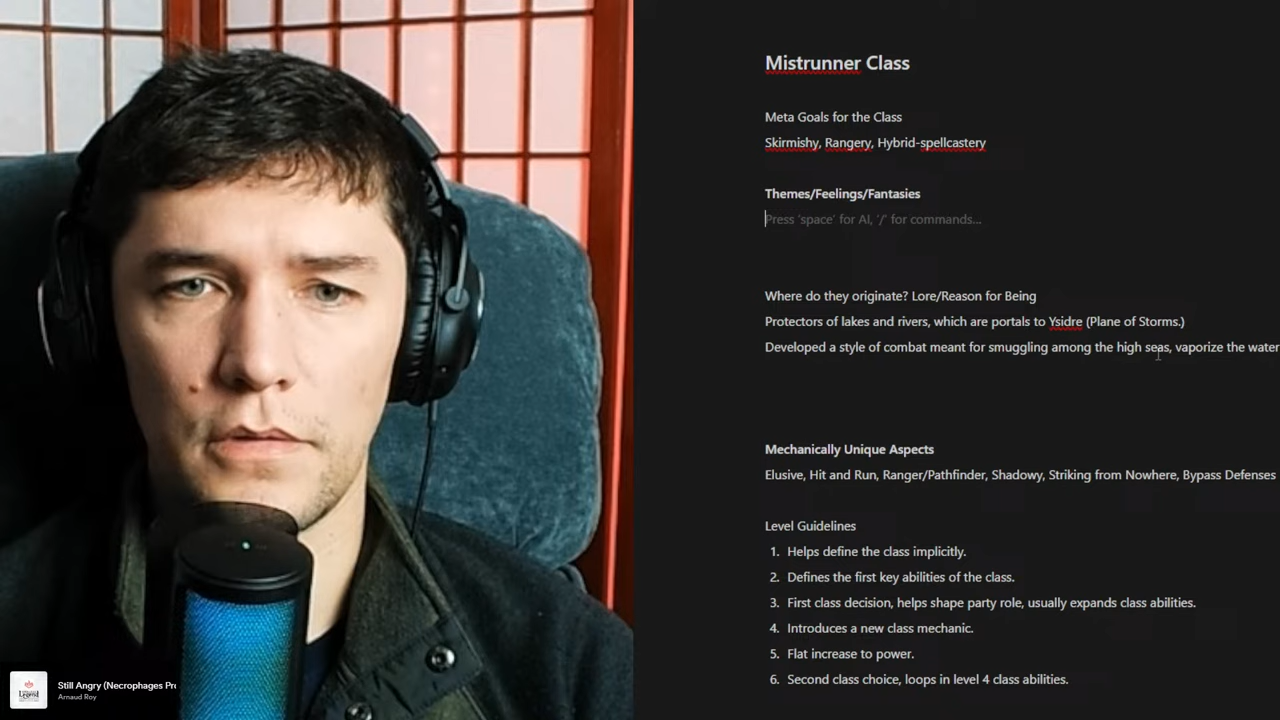 Mistrunner Class
Meta Goals for the Class
Skirmishy, Rangery, Hybrid-spellcastery
Themes/Feelings/Fantasies
Press 'space' for AI, '/' for commands...
Where do they originate? Lore/Reason for Being
Protectors of lakes and rivers, which are portals to Ysidre (Plane of Storms.)
Developed a style of combat meant for smuggling among the high seas, vaporize the water
Mechanically Unique Aspects
Elusive, Hit and Run, Ranger/Pathfinder, Shadowy, Striking from Nowhere, Bypass Defenses
Level Guidelines
1. Helps define the class implicitly.
2. Defines the first key abilities of the class.
3. First class decision, helps shape party role, usually expands class abilities.
4. Introduces a new class mechanic.
5. Flat increase to power.
6. Second class choice, loops in level 4 class abilities.
Legend
Still Angry (Necrophages
Arnaud Roy